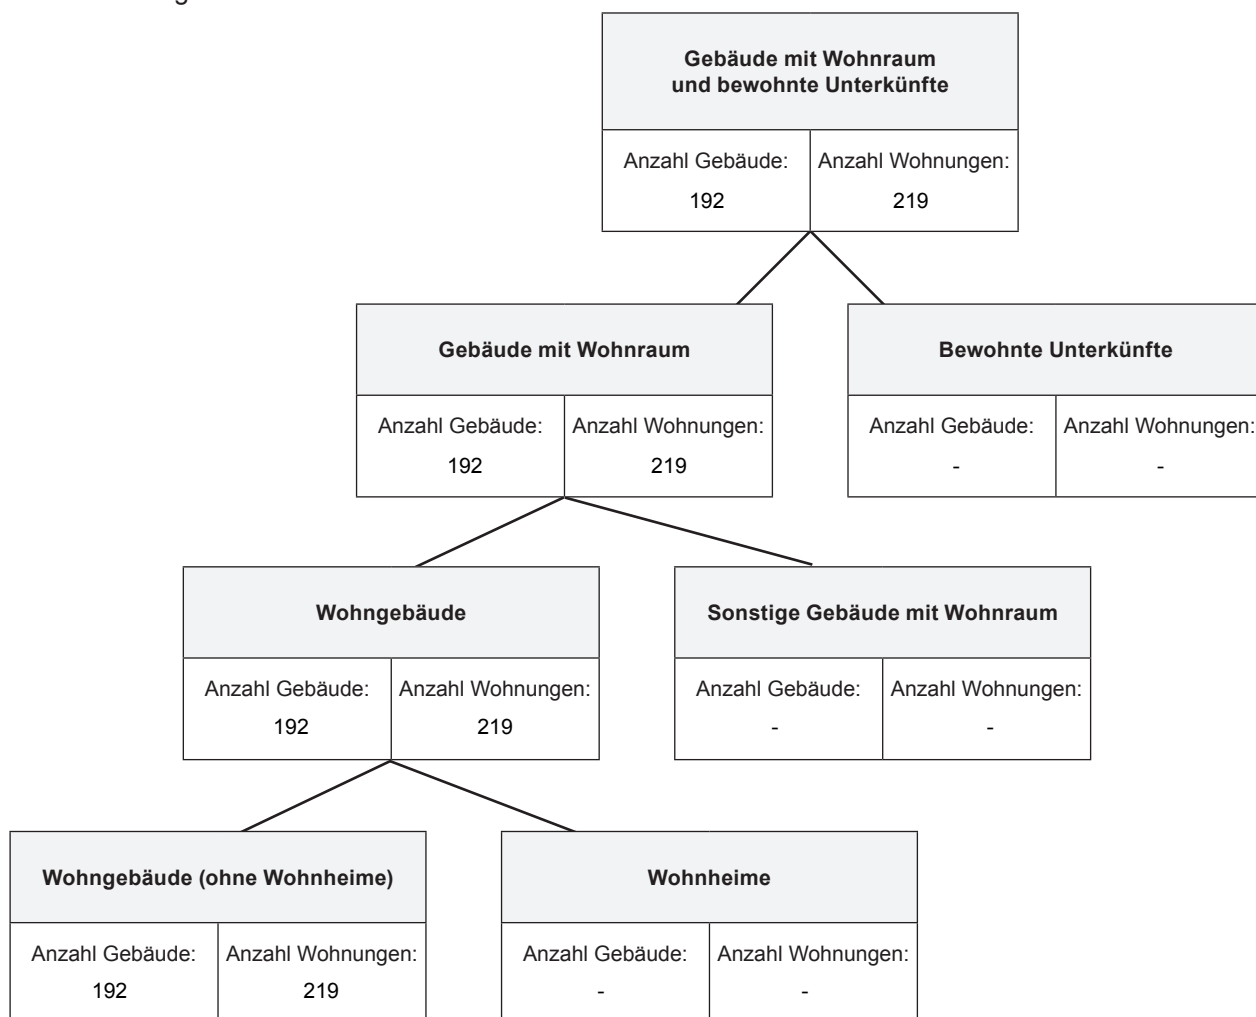 Gebäude mit Wohnraum
und bewohnte Unterkünfte
Anzahl Gebäude: Anzahl Wohnungen:
192 219
Gebäude mit Wohnraum
Anzahl Gebäude: Anzahl Wohnungen:
192 219
Bewohnte Unterkünfte
Anzahl Gebäude: Anzahl Wohnungen:
- -
Wohngebäude
Anzahl Gebäude: Anzahl Wohnungen:
192 219
Sonstige Gebäude mit Wohnraum
Anzahl Gebäude: Anzahl Wohnungen:
- -
Wohngebäude (ohne Wohnheime)
Anzahl Gebäude: Anzahl Wohnungen:
192 219
Wohnheime
Anzahl Gebäude: Anzahl Wohnungen:
- -